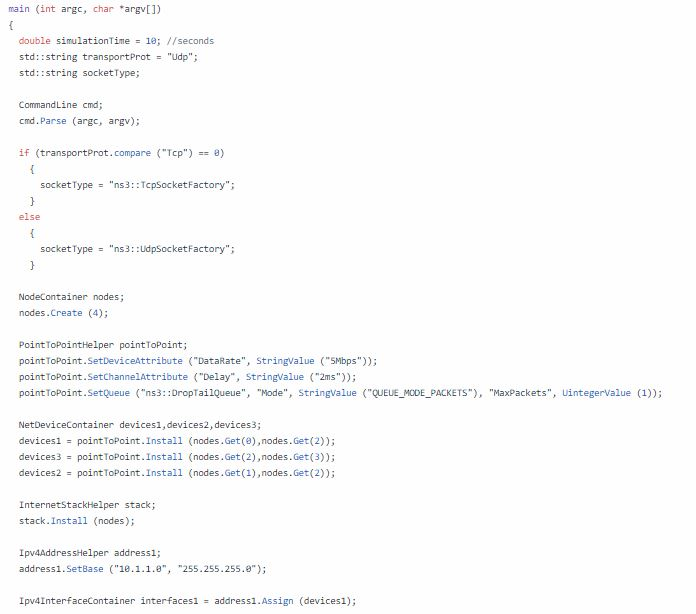 main (int argc, char *argv[])
{
double simulationTime = 10; //seconds
std::string transportProt = "Udp";
std::string socketType;
CommandLine cmd;
cmd.Parse (argc, argv);
if (transportProt.compare ("Tcp") == 0)
{
socketType = "ns3::TcpSocketFactory";
}
else
{
socketType = "ns3::UdpSocketFactory";
}
NodeContainer nodes;
nodes.Create (4);
PointToPointHelper pointToPoint;
pointToPoint.SetDeviceAttribute ("DataRate", StringValue ("5Mbps"));
pointToPoint.SetChannelAttribute ("Delay", StringValue ("2ms"));
pointToPoint.SetQueue ("ns3::DropTailQueue", "Mode", StringValue ("QUEUE_MODE_PACKETS"), "MaxPackets", UintegerValue (1));
NetDeviceContainer devices1,devices2,devices3;
devices1 = pointToPoint.Install (nodes.Get(0),nodes.Get(2));
devices3 = pointToPoint.Install (nodes.Get(2),nodes.Get(3));
devices2 = pointToPoint.Install (nodes.Get(1),nodes.Get(2));
InternetStackHelper stack;
stack.Install (nodes);
Ipv4AddressHelper address1;
address1.SetBase ("10.1.1.0", "255.255.255.0");
Ipv4InterfaceContainer interfaces1 = address1.Assign (devices1);